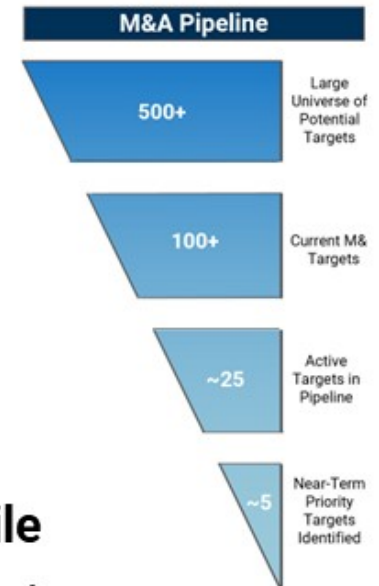 M&A Pipeline
500+
Large
Universe of
Potential
Targets
100+
Current M&
Targets
~25
Active
Targets in
Pipeline
~5
Near-Term
Priority
Targets
Identified
ile